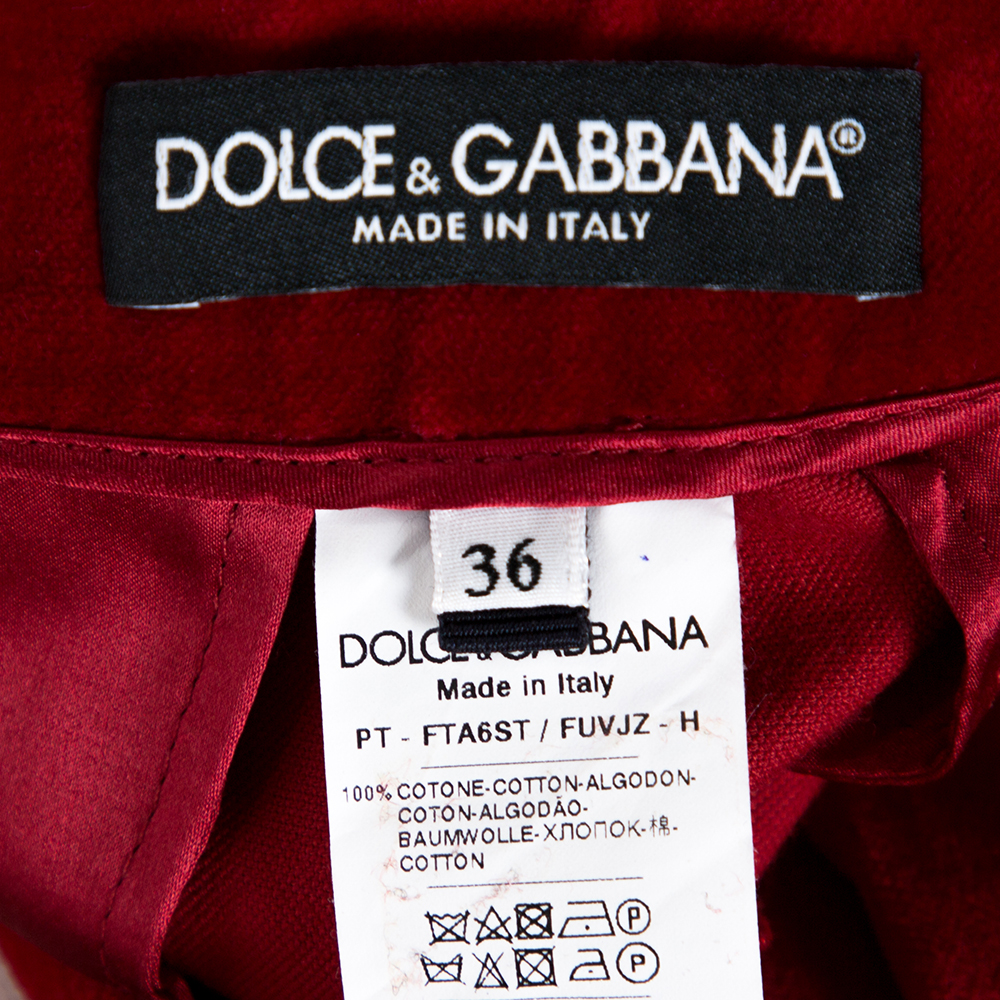 DOLCE & GABBANA®
MADE IN ITALY
36
DOLCE & GABBANA
Made in Italy
PT - FTA6ST / FUVJZ - H
100% COTONE-COTTON-ALGODON-
COTON-ALGODÃO-
BAUMWOLLE-ХЛОПОК-棉-
COTTON
P
P